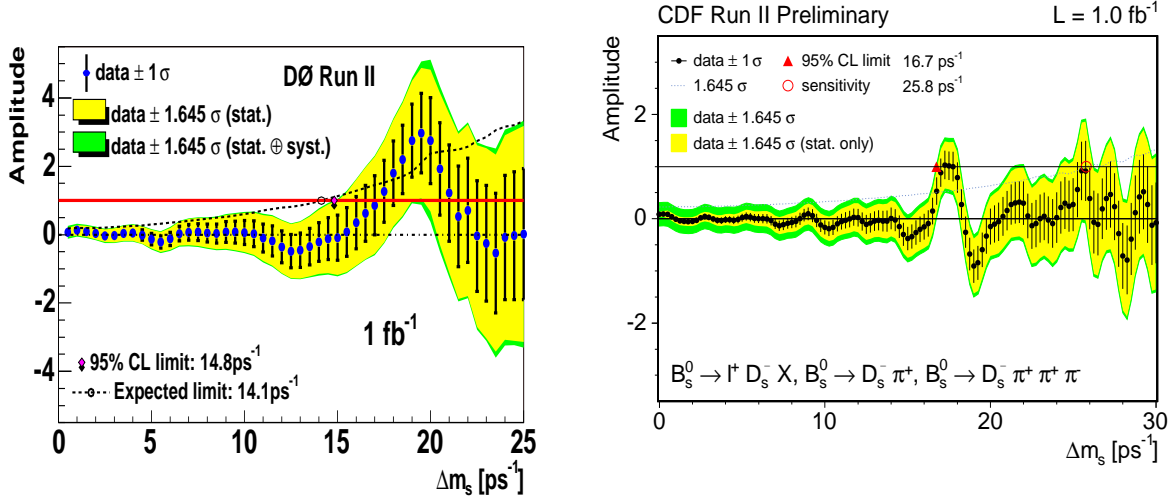 DØ Run II
data ± 1σ
data ± 1.645 σ (stat.)
data ± 1.645 σ (stat. ⊕ syst.)
Amplitude
4
2
0
-2
-4
1 fb⁻¹
95% CL limit: 14.8ps⁻¹
Expected limit: 14.1ps⁻¹
0 5 10 15 20 25
Δmₛ [ps⁻¹]
CDF Run II Preliminary L = 1.0 fb⁻¹
data ± 1 σ 95% CL limit 16.7 ps⁻¹
1.645 σ sensitivity 25.8 ps⁻¹
data ± 1.645 σ
data ± 1.645 σ (stat. only)
Amplitude
2
0
-2
B⁰ₛ → l⁺ D⁻ₛ X, B⁰ₛ → D⁻ₛ π⁺, B⁰ₛ → D⁻ₛ π⁺ π⁺ π⁻
0 10 20 30
Δmₛ [ps⁻¹]